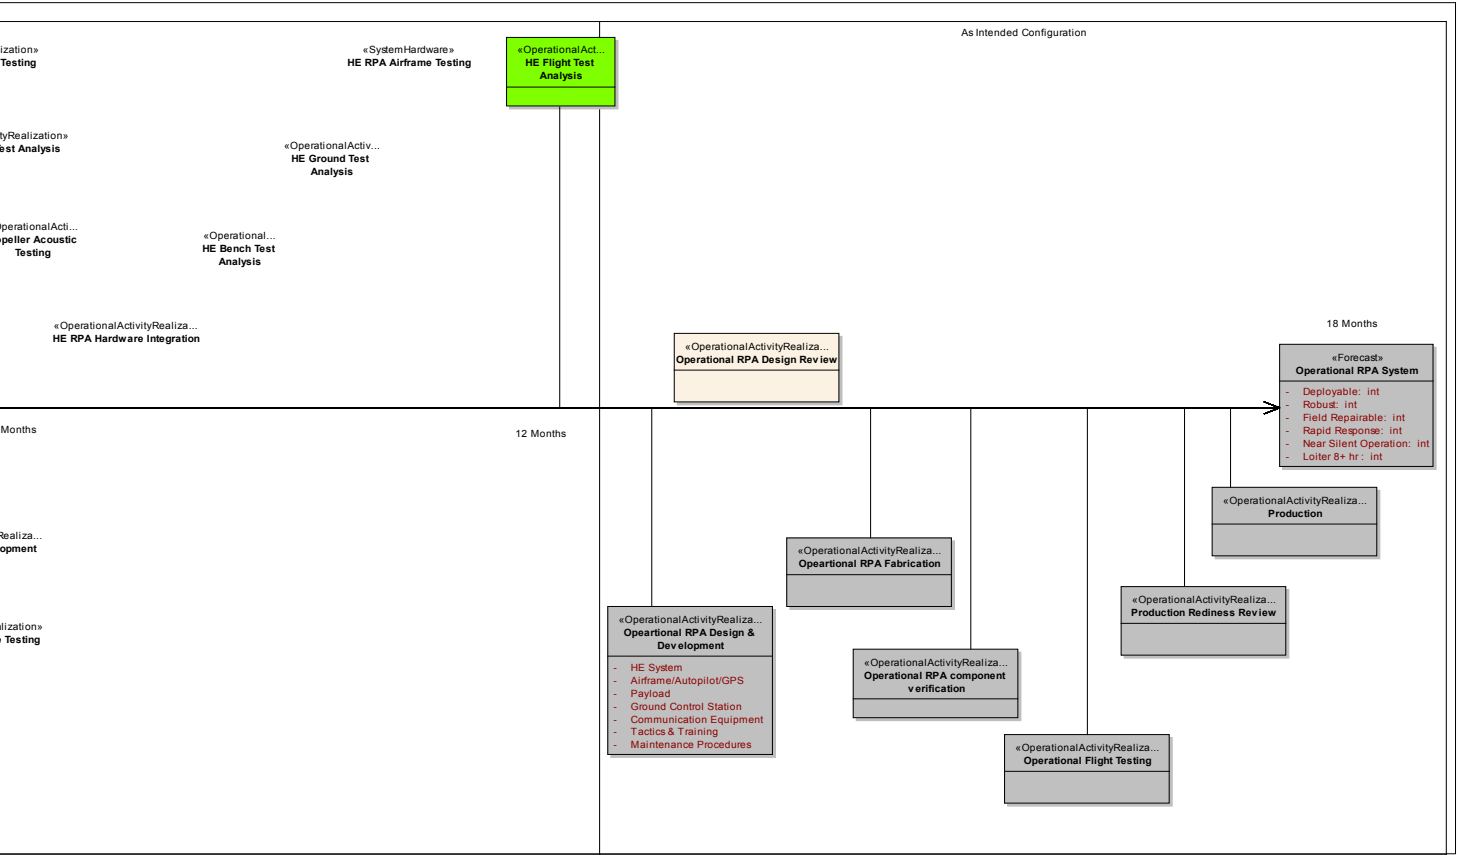 As Intended Configuration
ization»
Testing
«SystemHardware»
HE RPA Airframe Testing
«OperationalAct...
HE Flight Test
Analysis
tyRealization»
est Analysis
«OperationalActiv...
HE Ground Test
Analysis
OperationalActi...
peller Acoustic
Testing
«Operational...
HE Bench Test
Analysis
«OperationalActivityRealiza...
HE RPA Hardware Integration
18 Months
«OperationalActivityRealiza...
Operational RPA Design Review
«Forecast»
Operational RPA System
- Deployable: int
- Robust: int
- Field Repairable: int
- Rapid Response: int
- Near Silent Operation: int
- Loiter 8+ hr : int
Months
12 Months
«OperationalActivityRealiza...
Production
Realiza...
opment
«OperationalActivityRealiza...
Opeartional RPA Fabrication
«OperationalActivityRealiza...
Production Rediness Review
lization»
e Testing
«OperationalActivityRealiza...
Opeartional RPA Design &
Development
- HE System
- Airframe/Autopilot/GPS
- Payload
- Ground Control Station
- Communication Equipment
- Tactics & Training
- Maintenance Procedures
«OperationalActivityRealiza...
Operational RPA component
verification
«OperationalActivityRealiza...
Operational Flight Testing